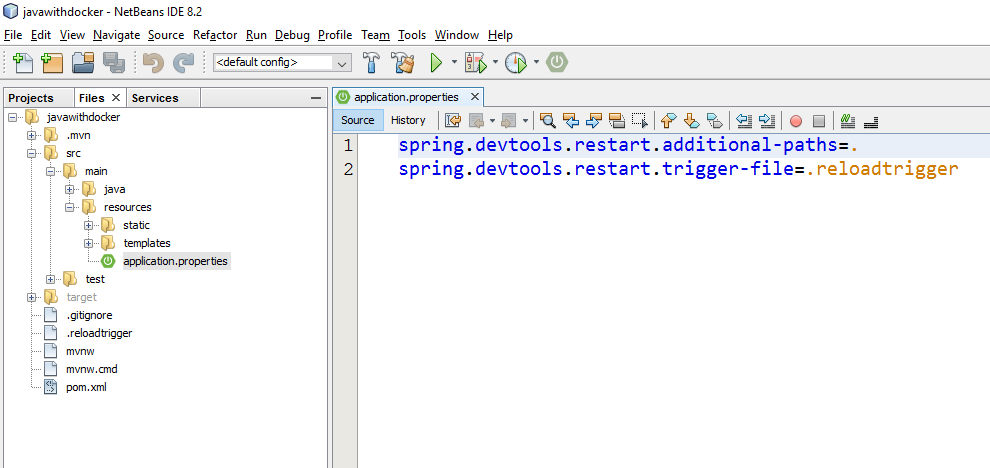 javawithdocker - NetBeans IDE 8.2
File Edit View Navigate Source Refactor Run Debug Profile Team Tools Window Help
<default config>
Projects Files Services
javawithdocker
.mvn
src
main
java
resources
static
templates
application.properties
test
target
.gitignore
.reloadtrigger
mvnw
mvnw.cmd
pom.xml
application.properties
Source History
1 spring.devtools.restart.additional-paths=.
2 spring.devtools.restart.trigger-file=.reloadtrigger